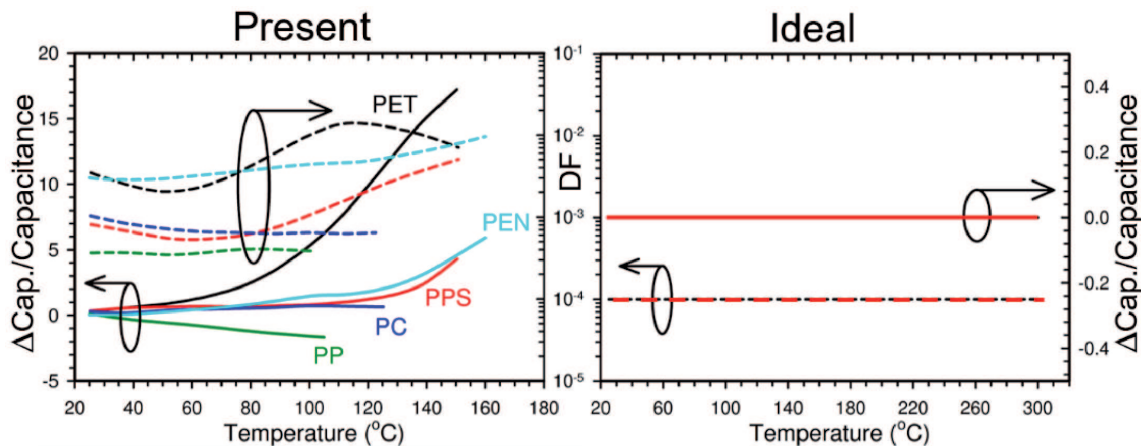 Present
Ideal
20
15
10
5
0
-5
ΔCap./Capacitance
PET
PEN
PPS
PC
PP
20 40 60 80 100 120 140 160 180
Temperature (°C)
10-1
10-2
10-3
10-4
10-5
DF
0.4
0.2
0.0
-0.2
-0.4
ΔCap./Capacitance
20 60 100 140 180 220 260 300
Temperature (°C)